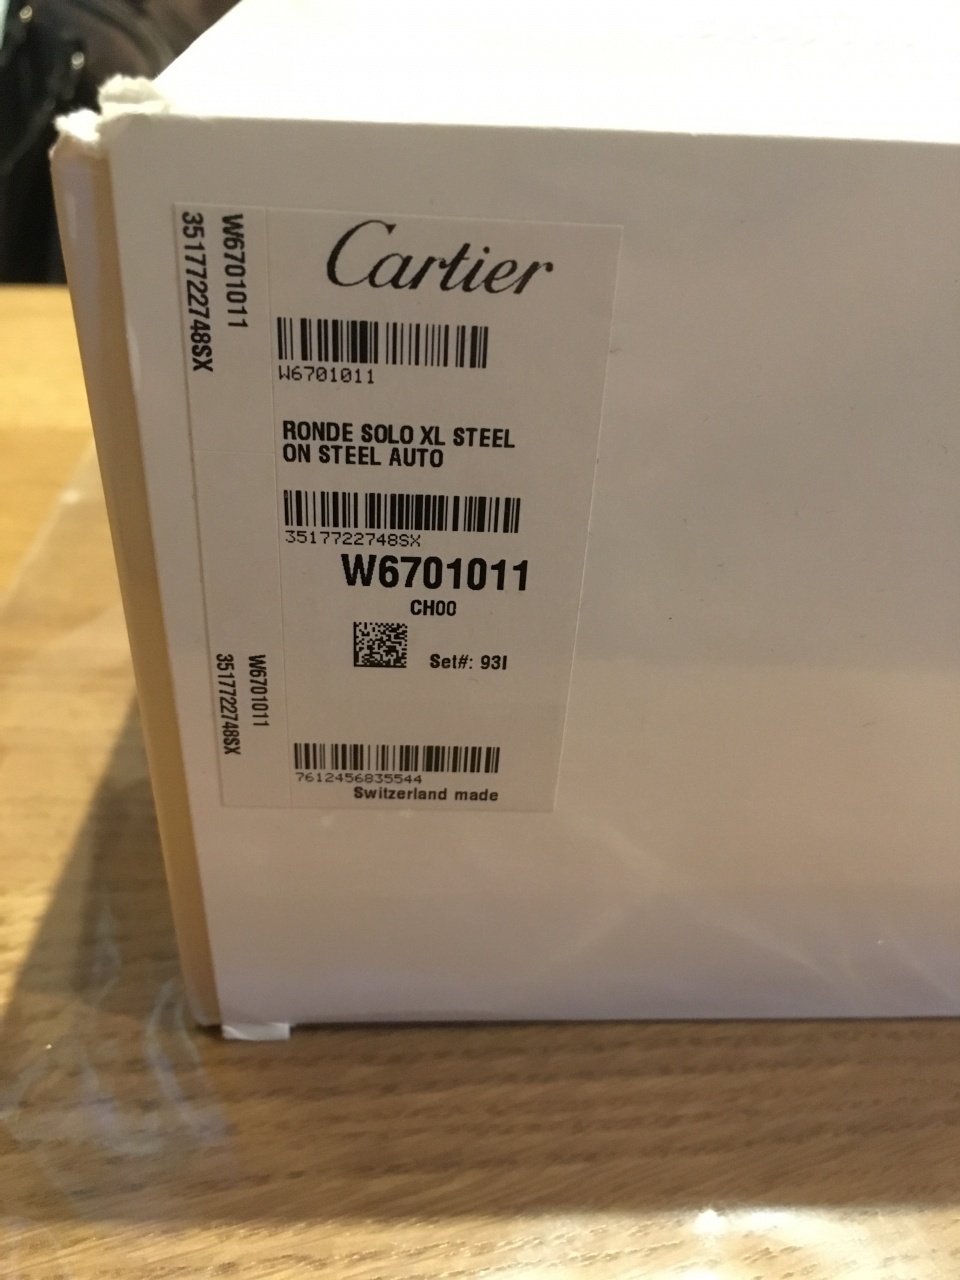 Cartier
W6701011
RONDE SOLO XL STEEL
ON STEEL AUTO
3517722748SX
W6701011
CH00
Set#: 93I
7612456835544
Switzerland made
W6701011
3517722748SX
W6701011
3517722748SX